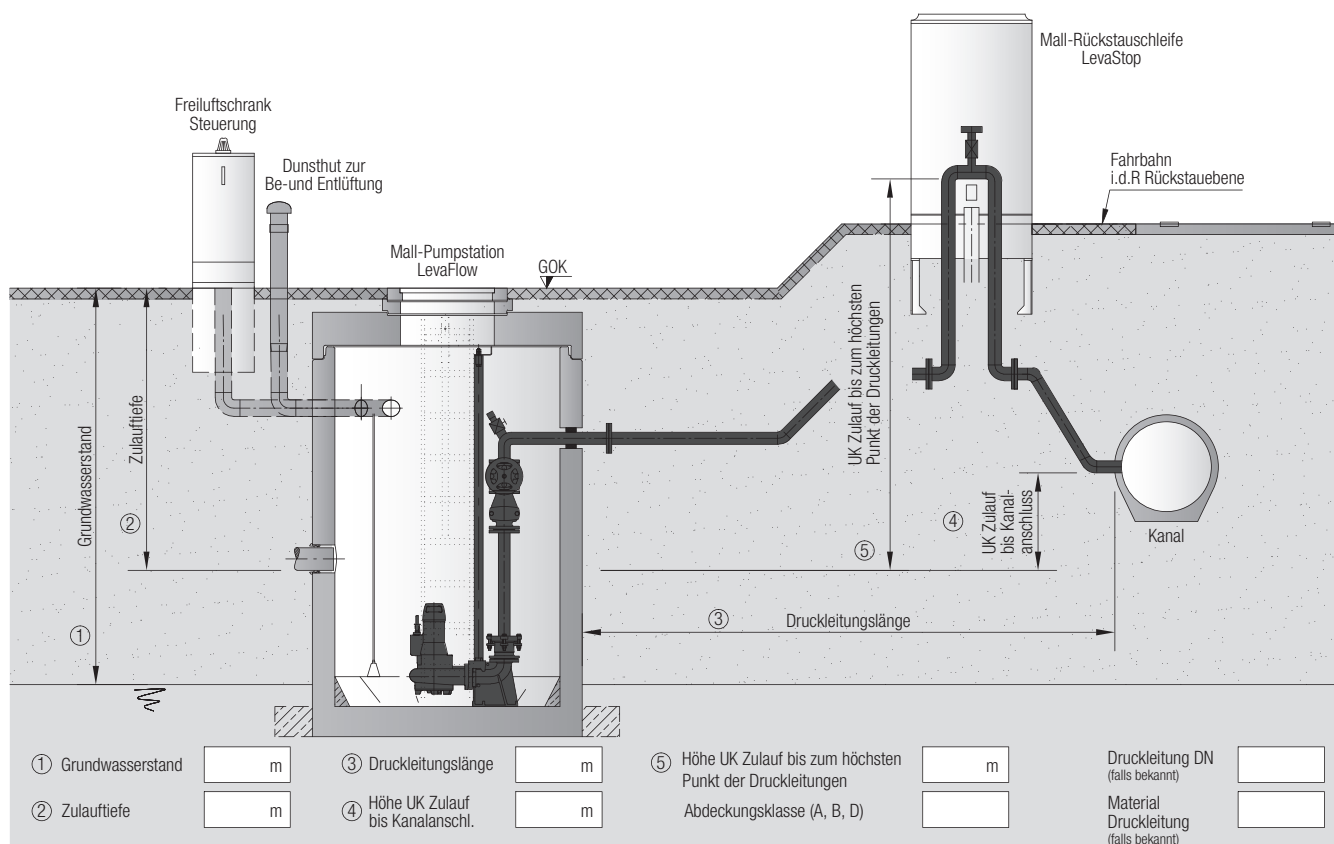 Mall-Rückstauschleife
LevaStop
Freiluftschrank
Steuerung
Dunsthut zur
Be-und Entlüftung
Fahrbahn
i.d.R Rückstauebene
Mall-Pumpstation
LevaFlow
GOK
Grundwasserstand
①
Zulauftiefe
②
UK Zulauf bis zum höchsten
Punkt der Druckleitungen
⑤
④
UK Zulauf
bis Kanal-
anschluss
Kanal
③ Druckleitungslänge
① Grundwasserstand m
② Zulauftiefe m
③ Druckleitungslänge m
④ Höhe UK Zulauf
bis Kanalanschl. m
⑤ Höhe UK Zulauf bis zum höchsten m
Punkt der Druckleitungen
Abdeckungsklasse (A, B, D)
Druckleitung DN
(falls bekannt)
Material
Druckleitung
(falls bekannt)